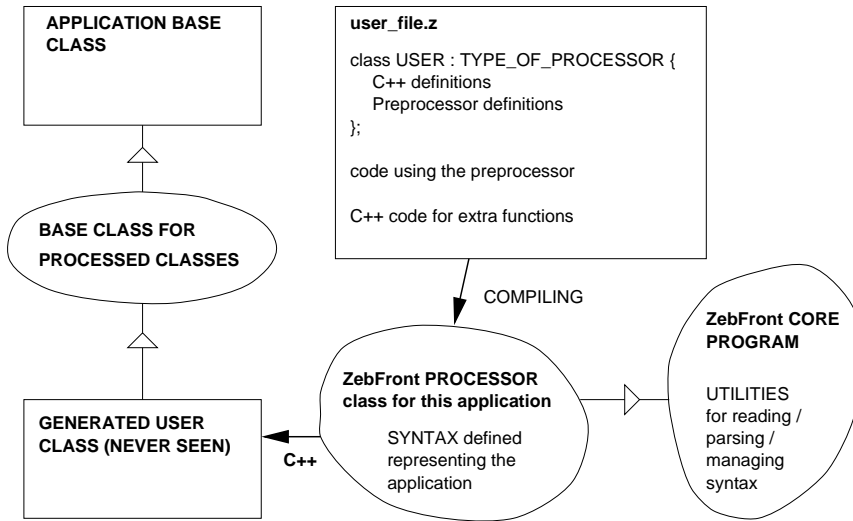 APPLICATION BASE
CLASS
BASE CLASS FOR
PROCESSED CLASSES
GENERATED USER
CLASS (NEVER SEEN)
user_file.z
class USER : TYPE_OF_PROCESSOR {
C++ definitions
Preprocessor definitions
};
code using the preprocessor
C++ code for extra functions
COMPILING
ZebFront PROCESSOR
class for this application
SYNTAX defined
representing the
application
C++
ZebFront CORE
PROGRAM
UTILITIES
for reading /
parsing /
managing
syntax